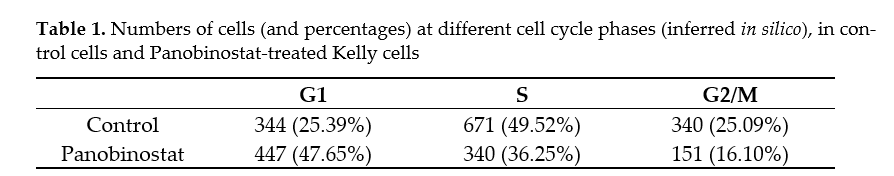 Table 1. Numbers of cells (and percentages) at different cell cycle phases (inferred in silico), in con-
trol cells and Panobinostat-treated Kelly cells
G1 S G2/M
Control 344 (25.39%) 671 (49.52%) 340 (25.09%)
Panobinostat 447 (47.65%) 340 (36.25%) 151 (16.10%)